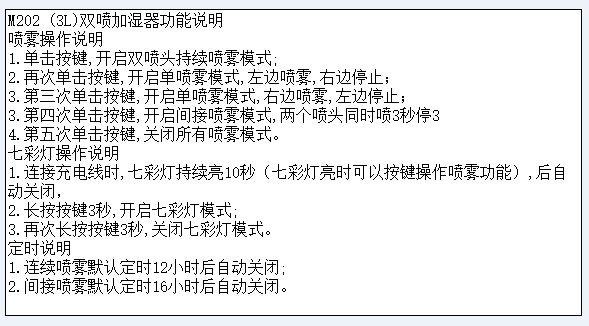 M202 (3L)双喷加湿器功能说明
喷雾操作说明
1.单击按键,开启双喷头持续喷雾模式;
2.再次单击按键,开启单喷雾模式,左边喷雾,右边停止;
3.第三次单击按键,开启单喷雾模式,右边喷雾,左边停止;
3.第四次单击按键,开启间接喷雾模式,两个喷头同时喷3秒停3
4.第五次单击按键,关闭所有喷雾模式。
七彩灯操作说明
1.连接充电线时,七彩灯持续亮10秒（七彩灯亮时可以按键操作喷雾功能）,后自
动关闭,
2.长按按键3秒,开启七彩灯模式;
3.再次长按按键3秒,关闭七彩灯模式。
定时说明
1.连续喷雾默认定时12小时后自动关闭;
2.间接喷雾默认定时16小时后自动关闭。